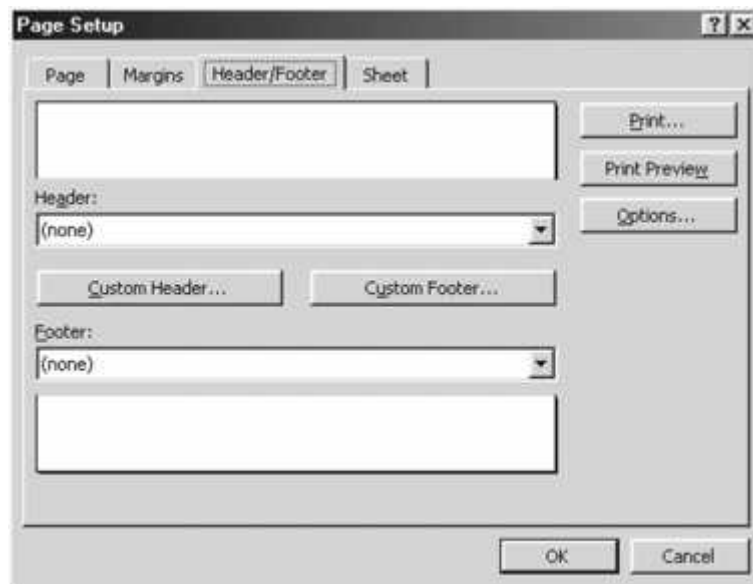 Page Setup
Page Margins Header/Footer Sheet
Print...
Print Preview
Header:
(none)
Options...
Custom Header... Custom Footer...
Footer:
(none)
OK Cancel